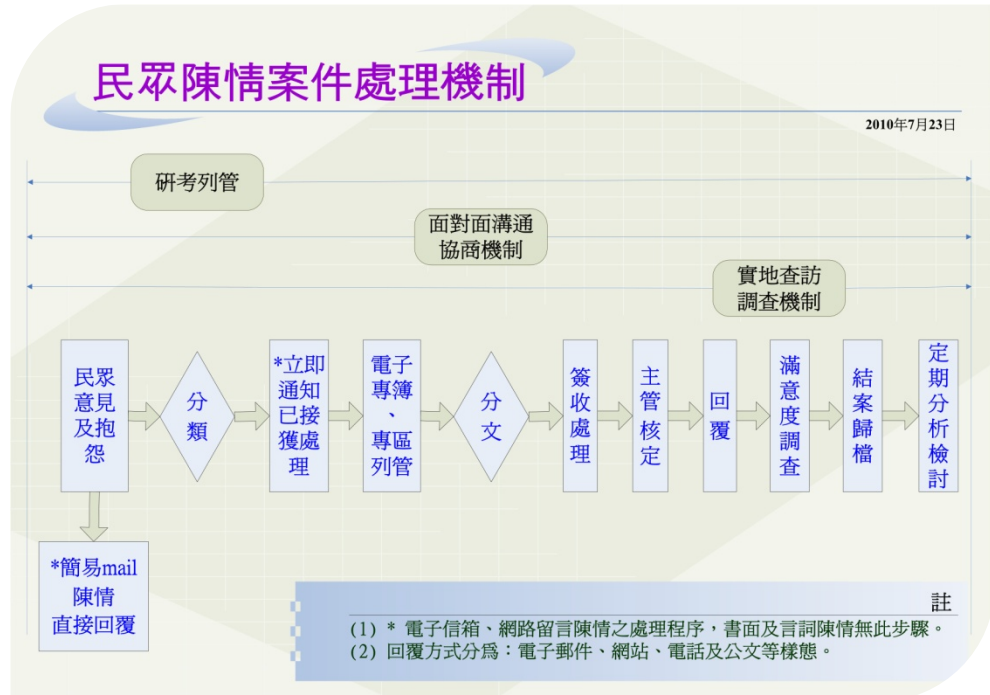 民眾陳情案件處理機制
2010年7月23日
研考列管
面對面溝通
協商機制
實地查訪
調查機制
民眾
意見
及抱
怨
分
類
*立即
通知
已接
獲處
理
電子
專簿
、
專區
列管
分
文
簽
收
處
理
主
管
核
定
回
覆
滿
意
度
調
查
結
案
歸
檔
定
期
分
析
檢
討
*簡易mail
陳情
直接回覆
註
(1) * 電子信箱、網路留言陳情之處理程序，書面及言詞陳情無此步驟。
(2) 回覆方式分為：電子郵件、網站、電話及公文等樣態。